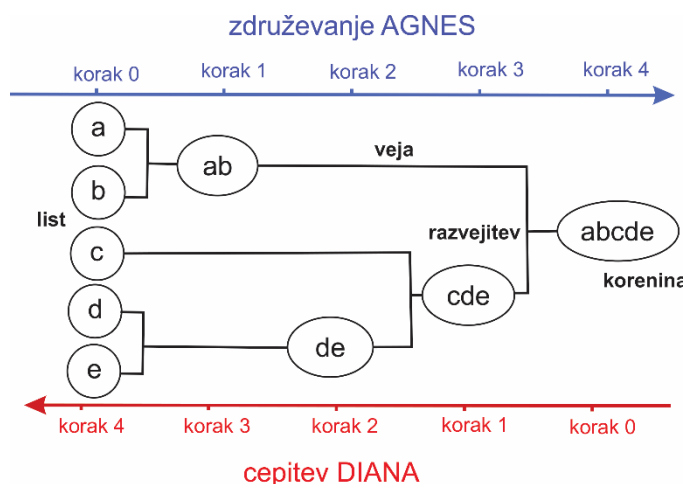 združevanje AGNES
korak 0 korak 1 korak 2 korak 3 korak 4
a
ab
veja
b
list
razvejitev
abcde
c
korenina
cde
d
de
e
korak 4 korak 3 korak 2 korak 1 korak 0
cepitev DIANA